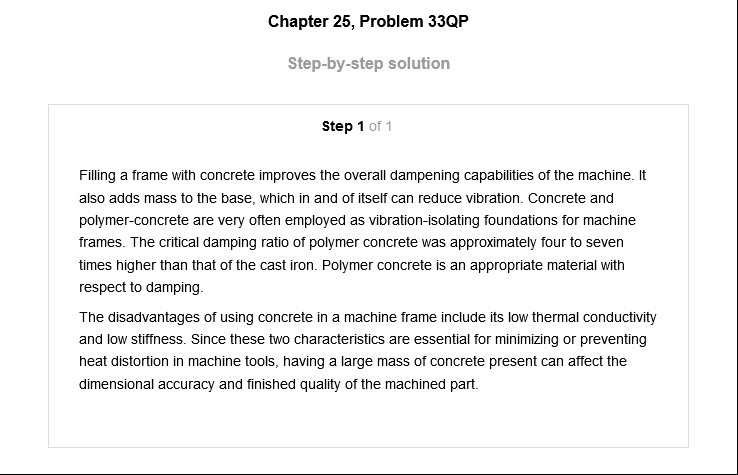 Chapter 25, Problem 33QP
Step-by-step solution
Step 1 of 1
Filling a frame with concrete improves the overall dampening capabilities of the machine. It
also adds mass to the base, which in and of itself can reduce vibration. Concrete and
polymer-concrete are very often employed as vibration-isolating foundations for machine
frames. The critical damping ratio of polymer concrete was approximately four to seven
times higher than that of the cast iron. Polymer concrete is an appropriate material with
respect to damping.
The disadvantages of using concrete in a machine frame include its low thermal conductivity
and low stiffness. Since these two characteristics are essential for minimizing or preventing
heat distortion in machine tools, having a large mass of concrete present can affect the
dimensional accuracy and finished quality of the machined part.